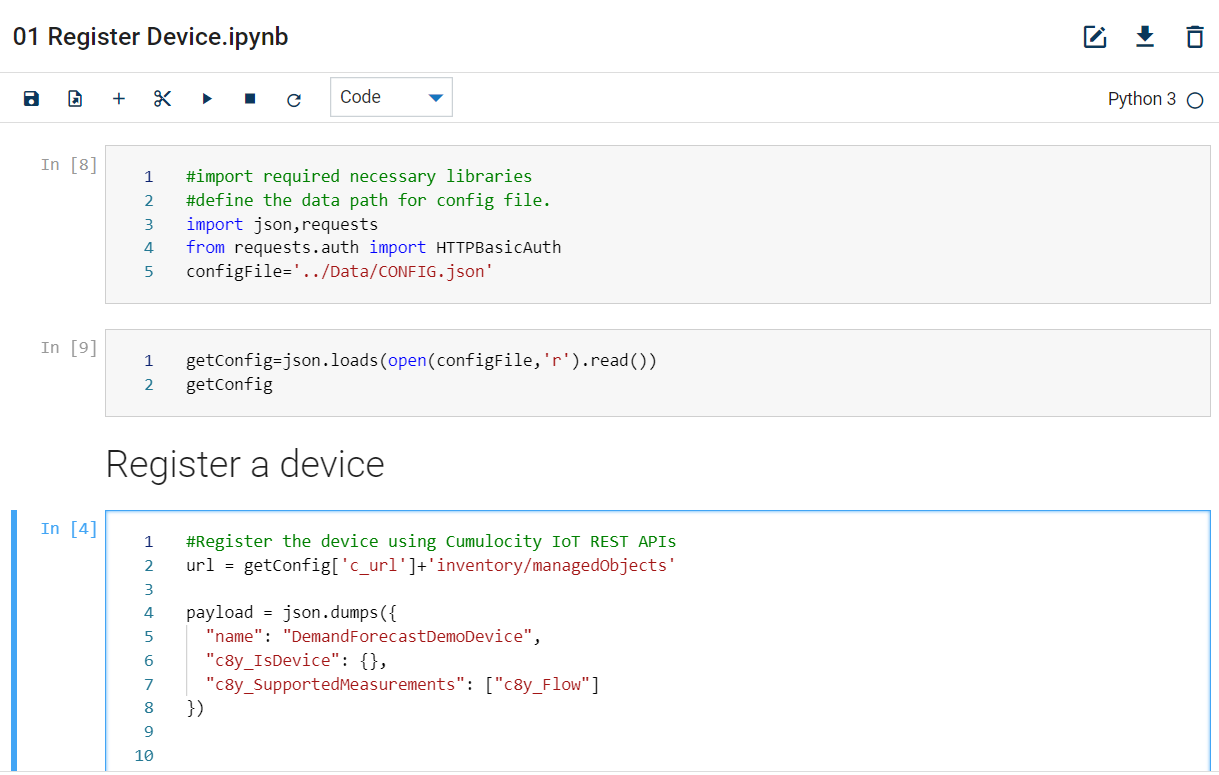 01 Register Device.ipynb
Code
Python 3
In [8]
1 #import required necessary libraries
2 #define the data path for config file.
3 import json,requests
4 from requests.auth import HTTPBasicAuth
5 configFile='../Data/CONFIG.json'
In [9]
1 getConfig=json.loads(open(configFile,'r').read())
2 getConfig
Register a device
In [4]
1 #Register the device using Cumulocity IoT REST APIs
2 url = getConfig['c_url']+'inventory/managedObjects'
3
4 payload = json.dumps({
5   "name": "DemandForecastDemoDevice",
6   "c8y_IsDevice": {},
7   "c8y_SupportedMeasurements": ["c8y_Flow"]
8 })
9
10